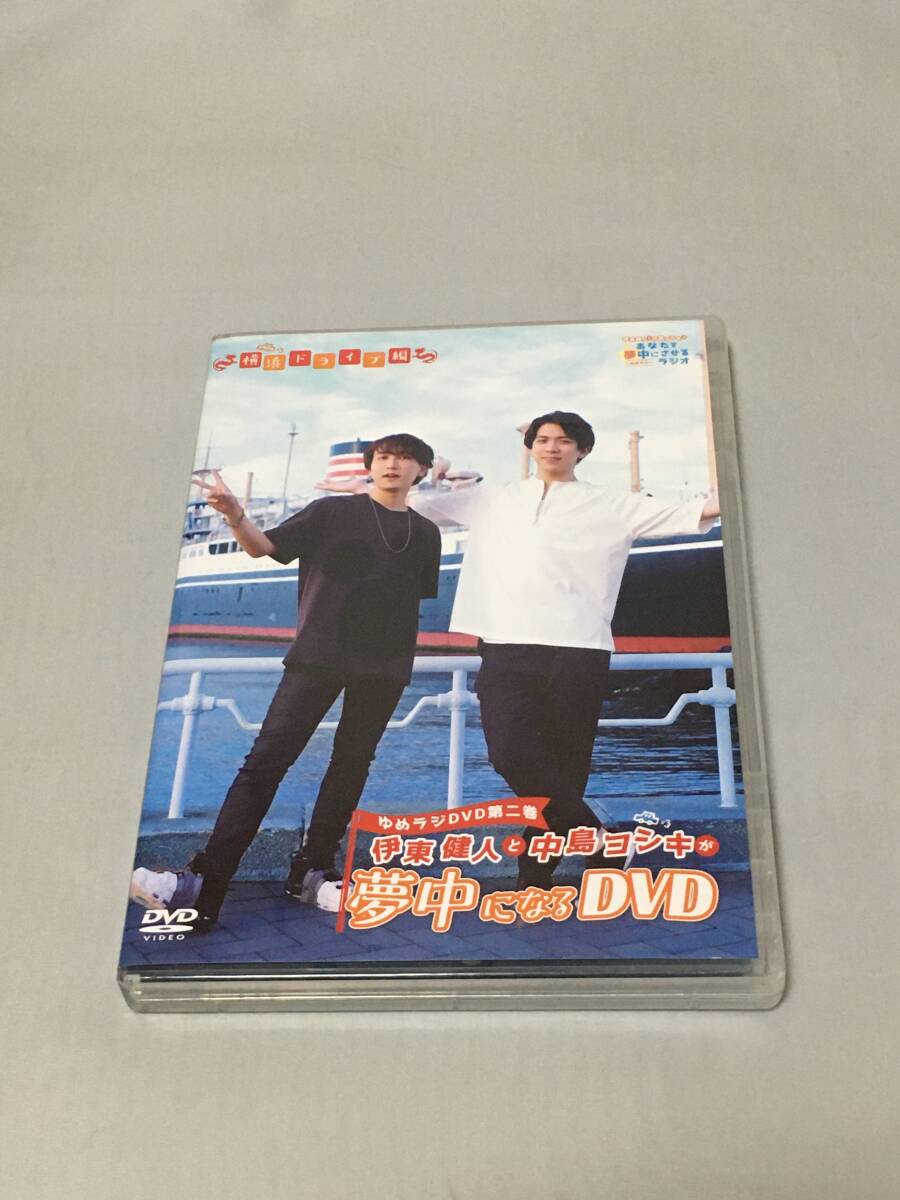 横浜ドライブ編
あなたを
夢中にさせる
ラジオ
ゆめラジDVD第二巻
伊東健人と中島ヨシキが
夢中になるDVD
DVD
VIDEO